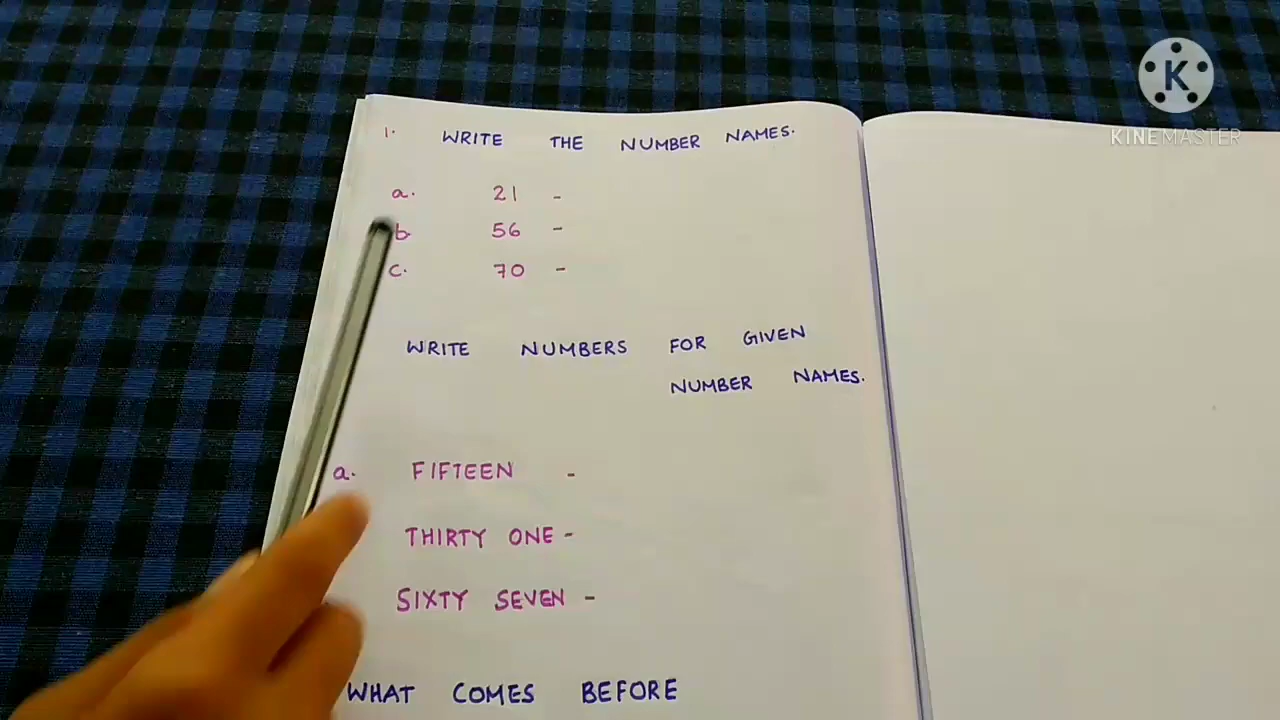 K
KINEMASTER
1. WRITE THE NUMBER NAMES.
a. 21 -
b 56 -
c. 70 -
WRITE NUMBERS FOR GIVEN
NUMBER NAMES.
a. FIFTEEN -
THIRTY ONE -
SIXTY SEVEN -
WHAT COMES BEFORE